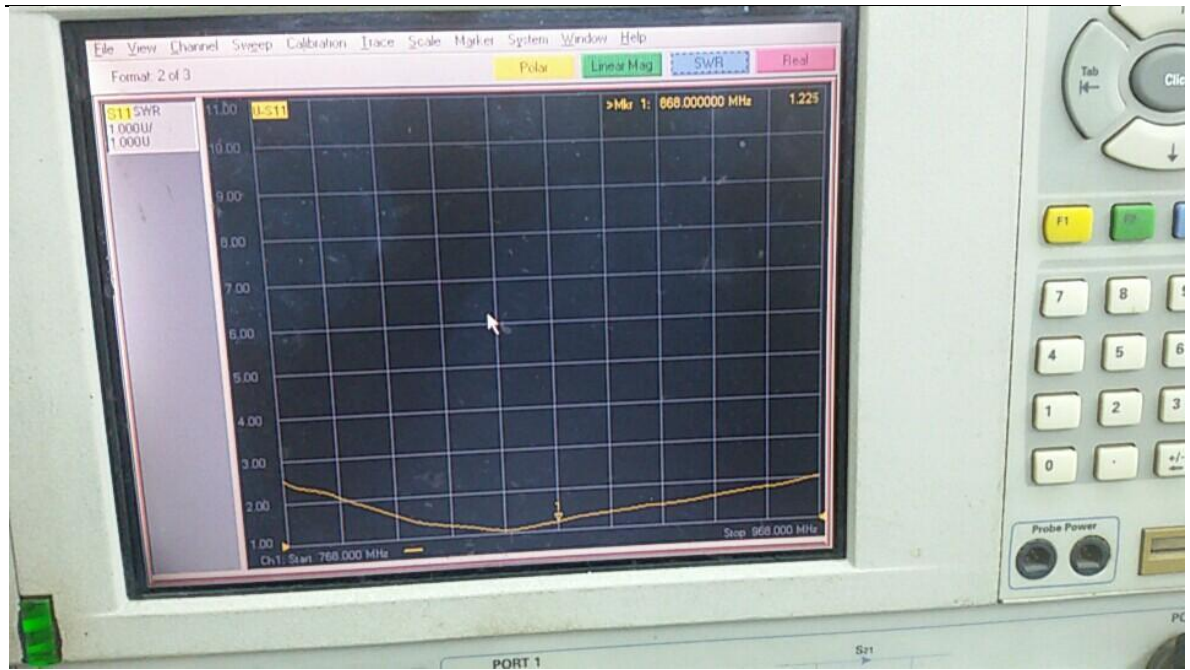 File View Channel Sweep Calibration Trace Scale Marker System Window Help
Format: 2 of 3
Polar
Linear Mag
SWR
Real
S11 SWR
1.000U/
1.000U
11.00
U-S11
>Mkr 1: 868.000000 MHz 1.225
10.00
9.00
8.00
7.00
6.00
5.00
4.00
3.00
2.00
1.00
1
Ch1: Start 768.000 MHz
Stop 968.000 MHz
Tab
F1
7
8
4
5
6
1
2
3
0
.
+/-
Probe Power
PORT 1
S21